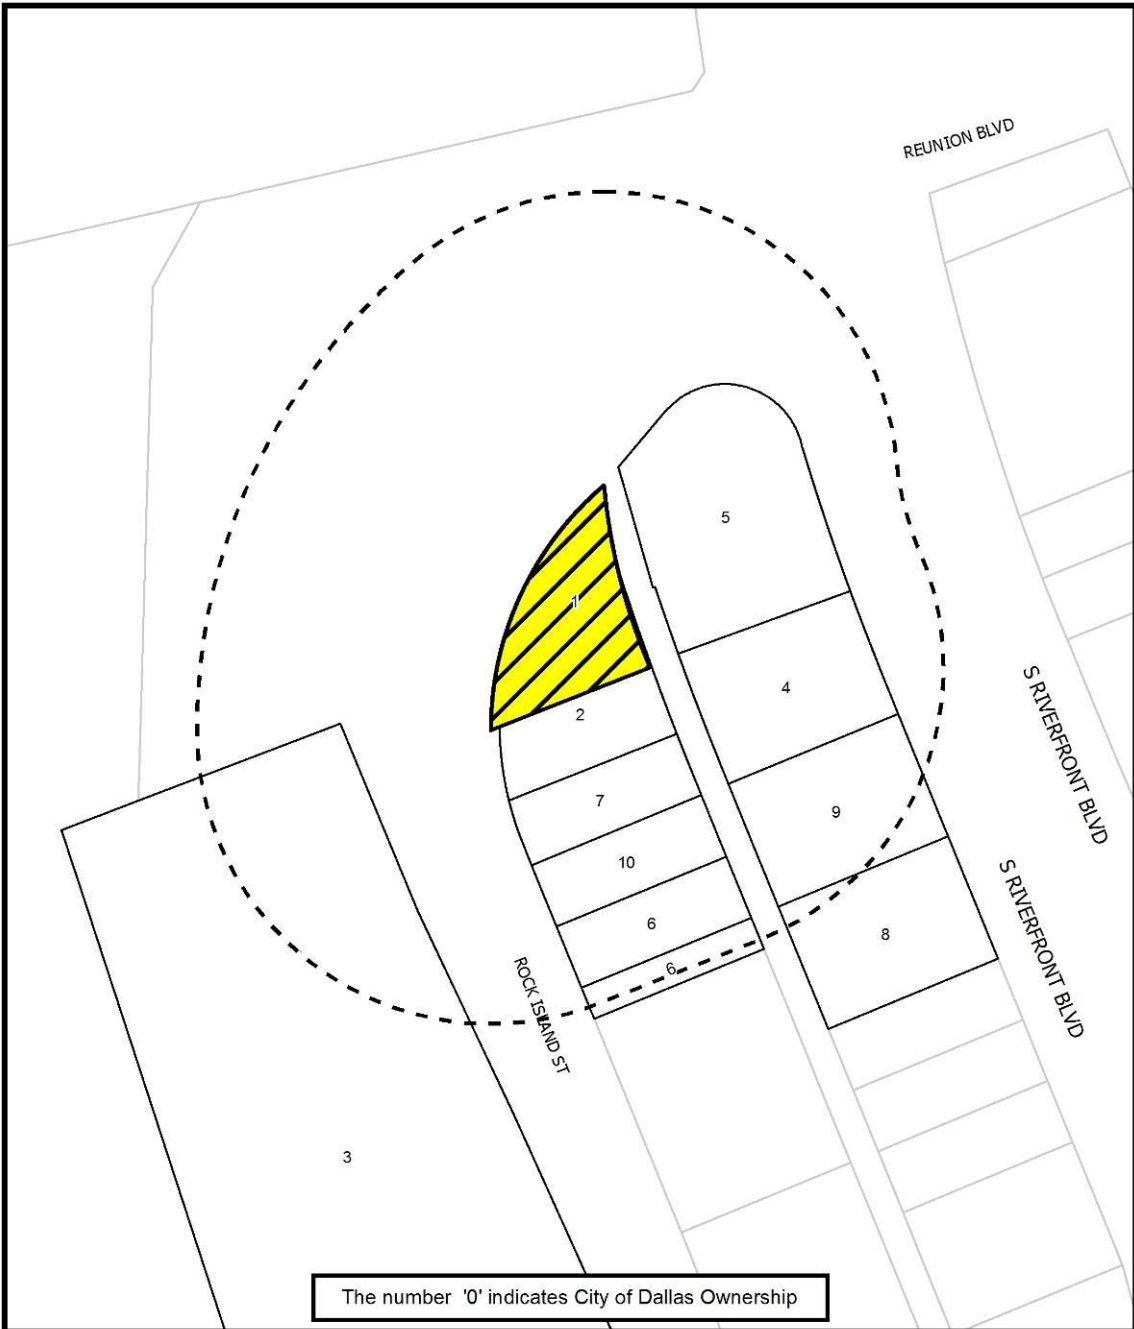 REUNION BLVD
5
1
4
2
S RIVERFRONT BLVD
7
9
10
6
8
6
ROCK ISLAND ST
S RIVERFRONT BLVD
3
The number '0' indicates City of Dallas Ownership